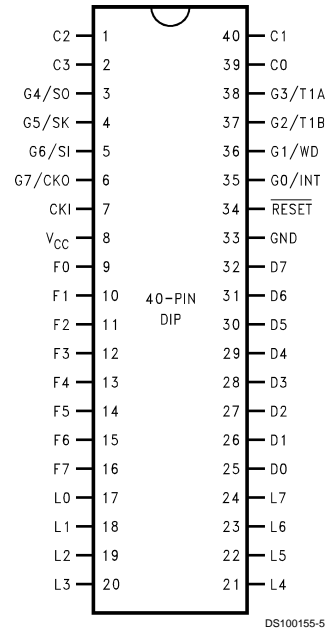 C2 1 40 C1
C3 2 39 C0
G4/SO 3 38 G3/T1A
G5/SK 4 37 G2/T1B
G6/SI 5 36 G1/WD
G7/CKO 6 35 G0/INT
CKI 7 34 RESET
VCC 8 33 GND
F0 9 32 D7
F1 10 31 D6
40-PIN
F2 11 30 D5
DIP
F3 12 29 D4
F4 13 28 D3
F5 14 27 D2
F6 15 26 D1
F7 16 25 D0
L0 17 24 L7
L1 18 23 L6
L2 19 22 L5
L3 20 21 L4
DS100155-5